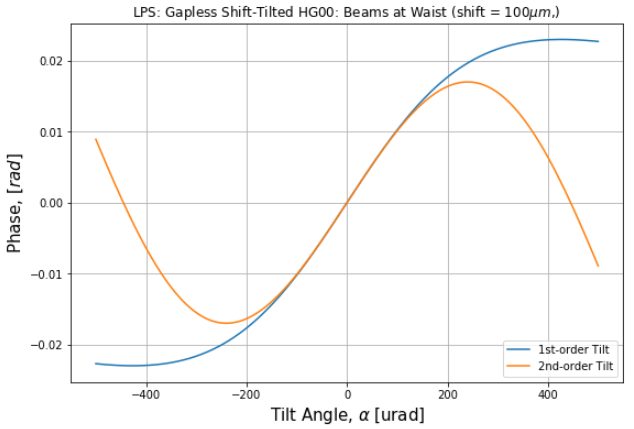 LPS: Gapless Shift-Tilted HG00: Beams at Waist (shift = 100μm,)
Phase, [rad]
0.02
0.01
0.00
−0.01
−0.02
−400
−200
0
200
400
Tilt Angle, α [urad]
1st-order Tilt
2nd-order Tilt